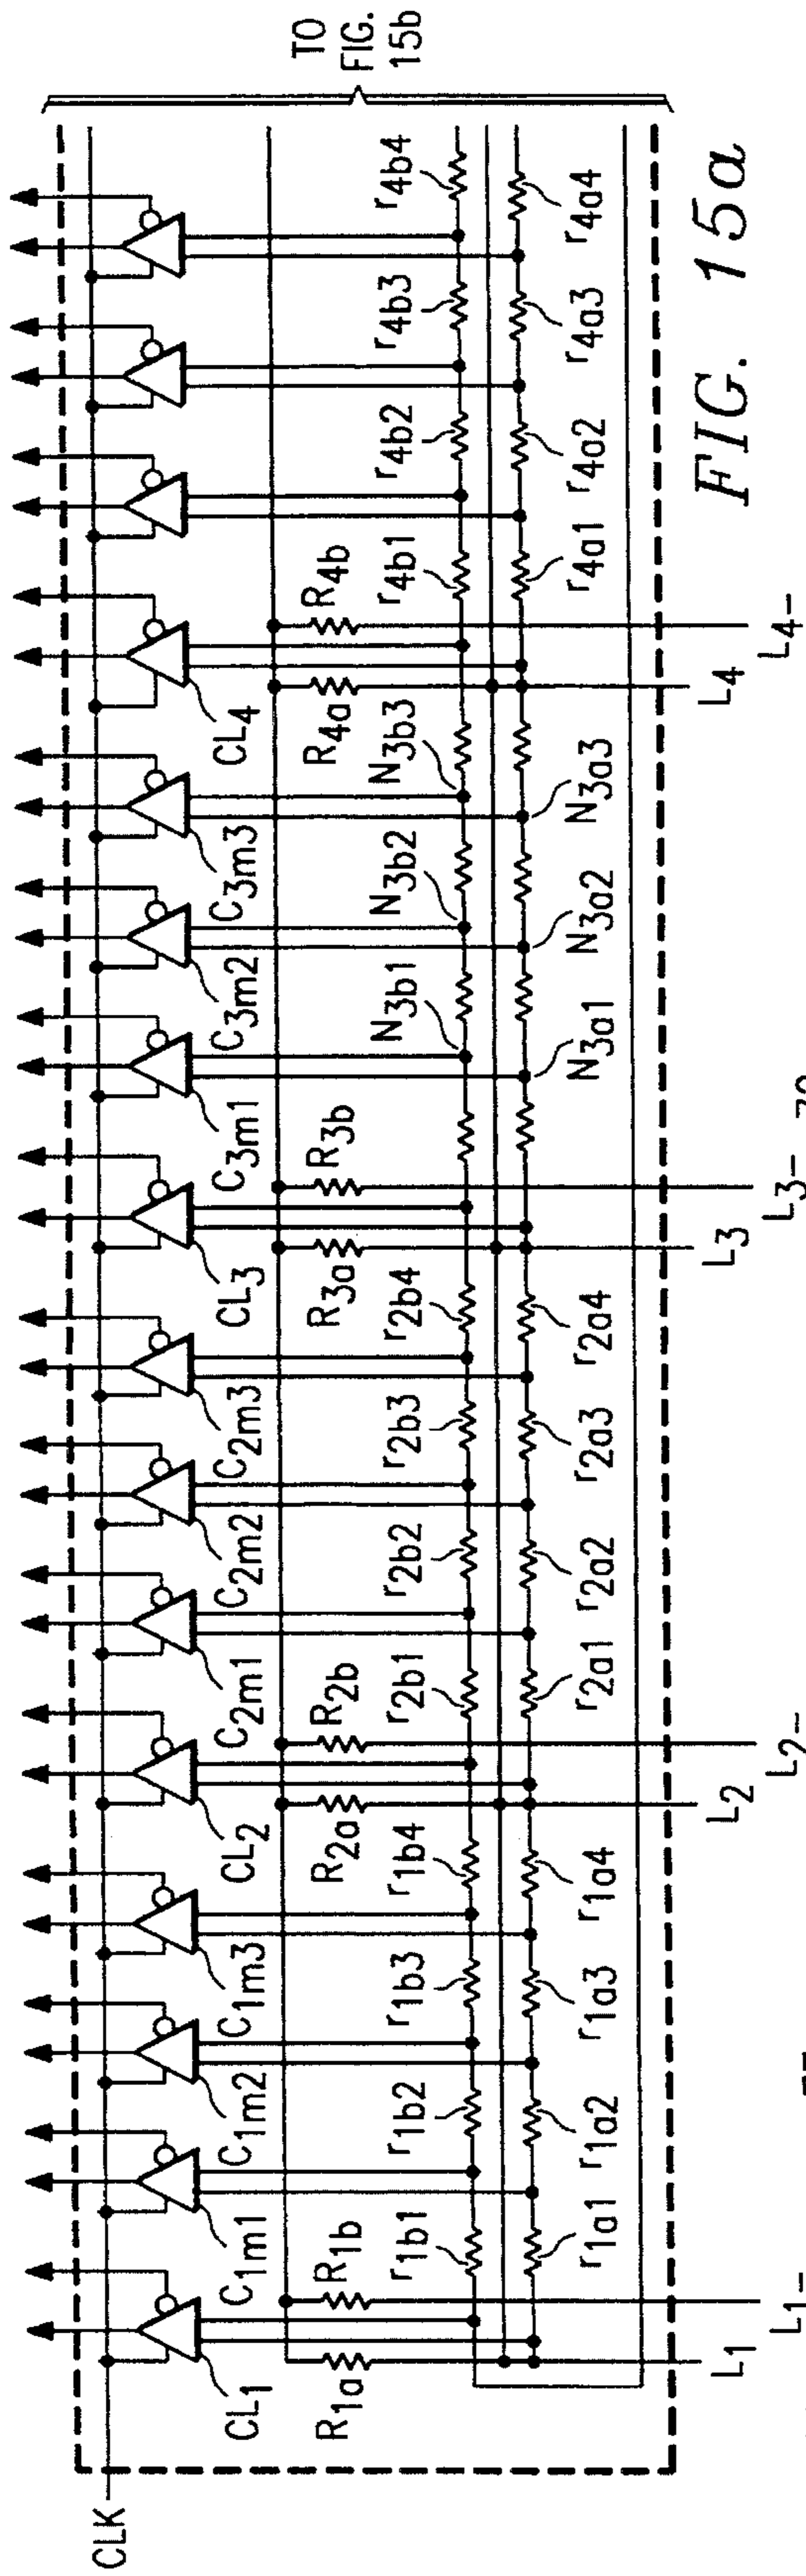 TO
FIG.
15b
CLK
CL1
C1m1
C1m2
C1m3
CL2
C2m1
C2m2
C2m3
CL3
C3m1
C3m2
C3m3
CL4
R1a
R1b
R2a
R2b
R3a
R3b
R4a
R4b
r1b1
r1b2
r1b3
r1b4
r2b1
r2b2
r2b3
r2b4
N3b1
N3b2
N3b3
r4b1
r4b2
r4b3
r4b4
r1a1
r1a2
r1a3
r1a4
r2a1
r2a2
r2a3
r2a4
N3a1
N3a2
N3a3
r4a1
r4a2
r4a3
r4a4
L1
L1-
L2
L2-
L3
L3-
L4
L4-
FIG. 15a